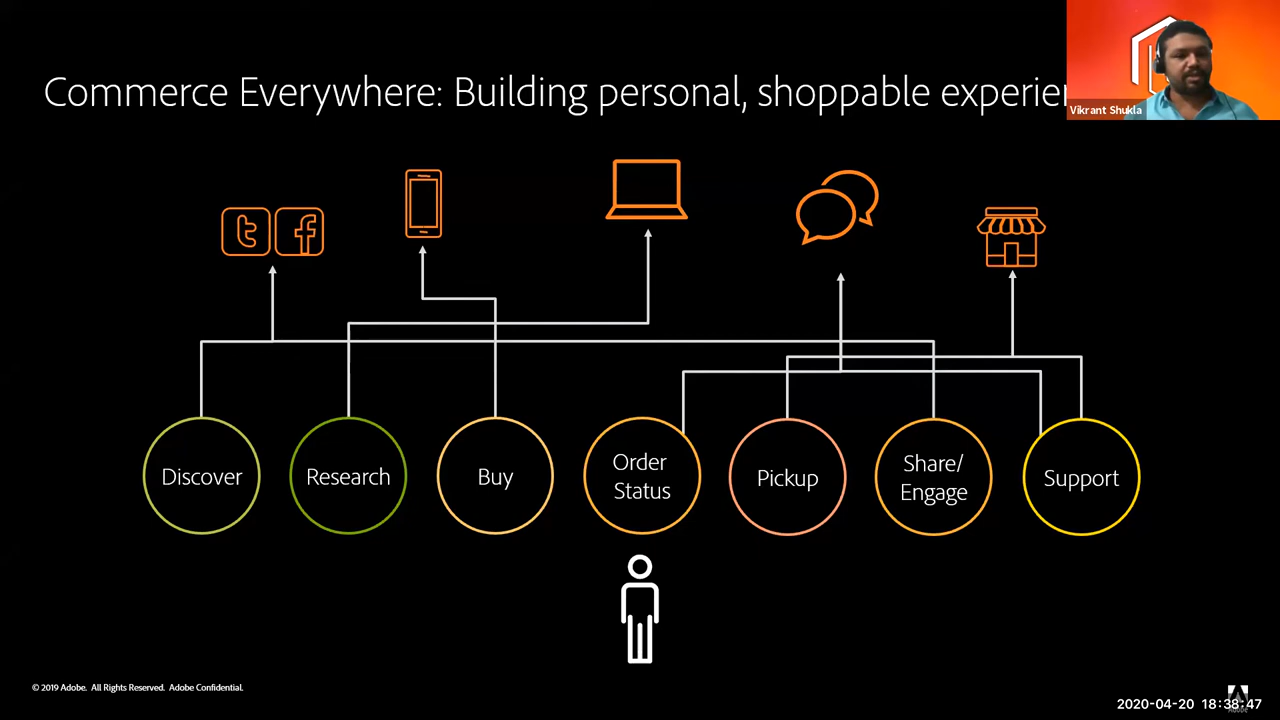 Commerce Everywhere: Building personal, shoppable experien
Vikrant Shukla
Discover
Research
Buy
Order
Status
Pickup
Share/
Engage
Support
© 2019 Adobe. All Rights Reserved. Adobe Confidential.
2020-04-20 18:38:47